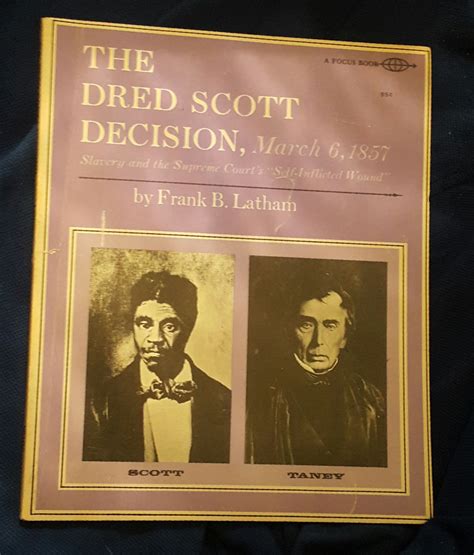 A FOCUS BOOK
95¢
THE
DRED SCOTT
DECISION, March 6, 1857
Slavery and the Supreme Court's "Self-Inflicted Wound"
by Frank B. Latham
SCOTT
TANEY